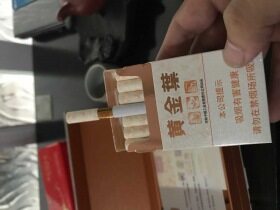 黄金葉
本公司提示
吸烟有害健康
请勿在禁烟场所吸烟